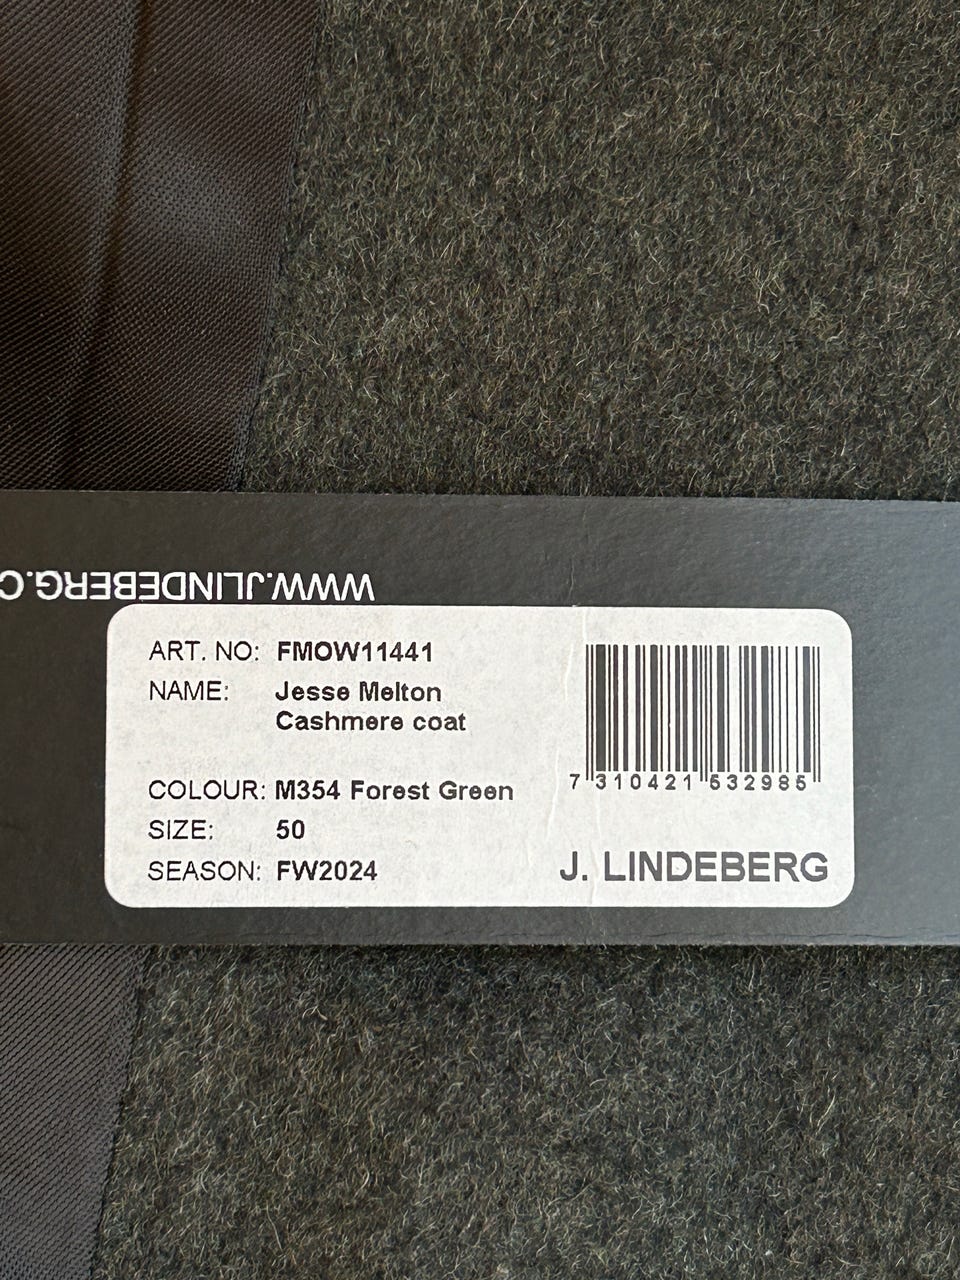 WWW.JLINDEBERG.C
ART. NO: FMOW11441
NAME: Jesse Melton
Cashmere coat
COLOUR: M354 Forest Green
SIZE: 50
SEASON: FW2024
7 310421 532985
J. LINDEBERG